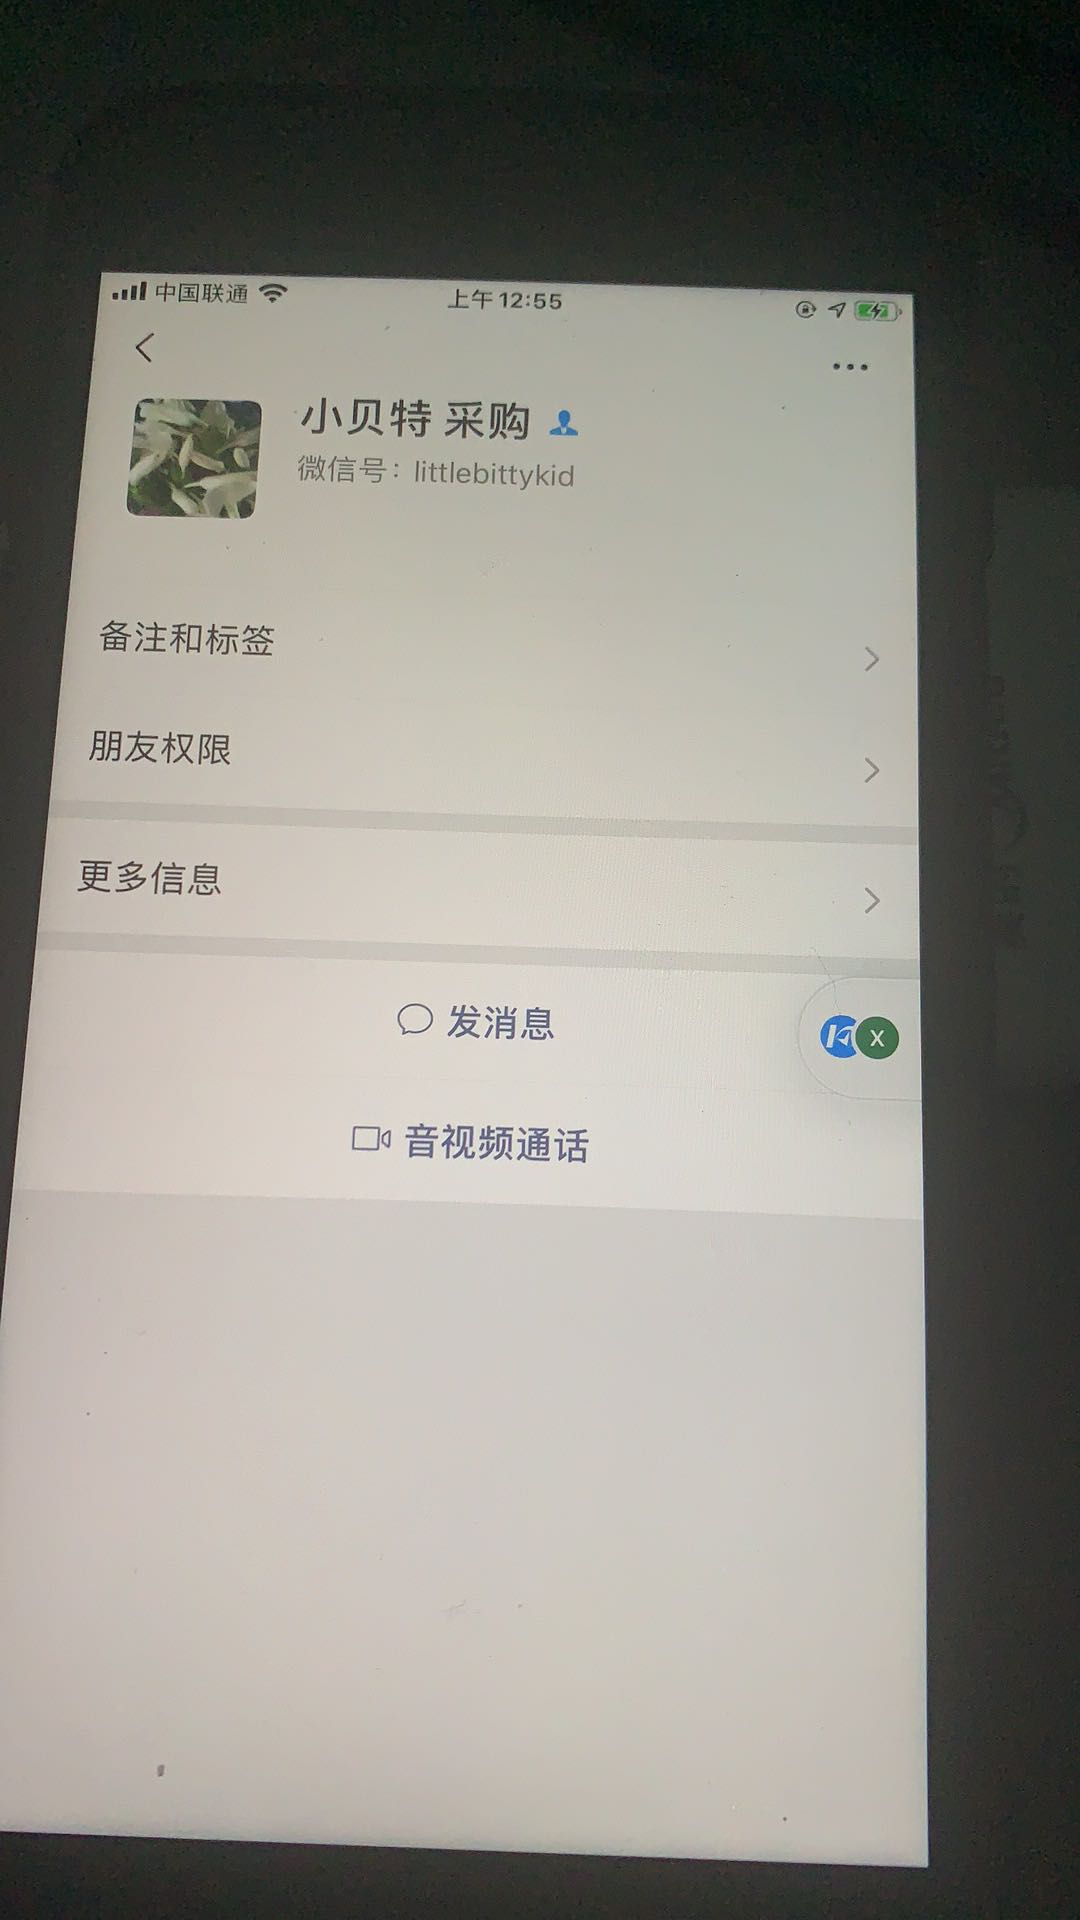 中国联通
上午12:55
小贝特 采购
微信号：littlebittykid
备注和标签
朋友权限
更多信息
发消息
X
音视频通话